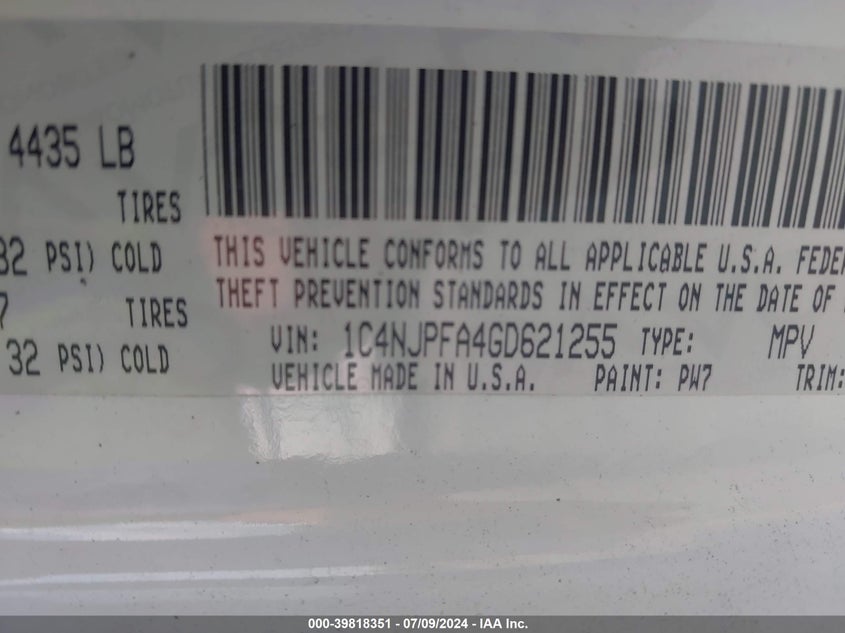 4435 LB
TIRES
32 PSI) COLD
7 TIRES
32 PSI) COLD
THIS VEHICLE CONFORMS TO ALL APPLICABLE U.S.A. FEDER
THEFT PREVENTION STANDARDS IN EFFECT ON THE DATE OF
VIN: 1C4NJPFA4GD621255 TYPE: MPV
VEHICLE MADE IN U.S.A. PAINT: PW7 TRIM:
000-39818351 / 07/09/2024 - IAA Inc.